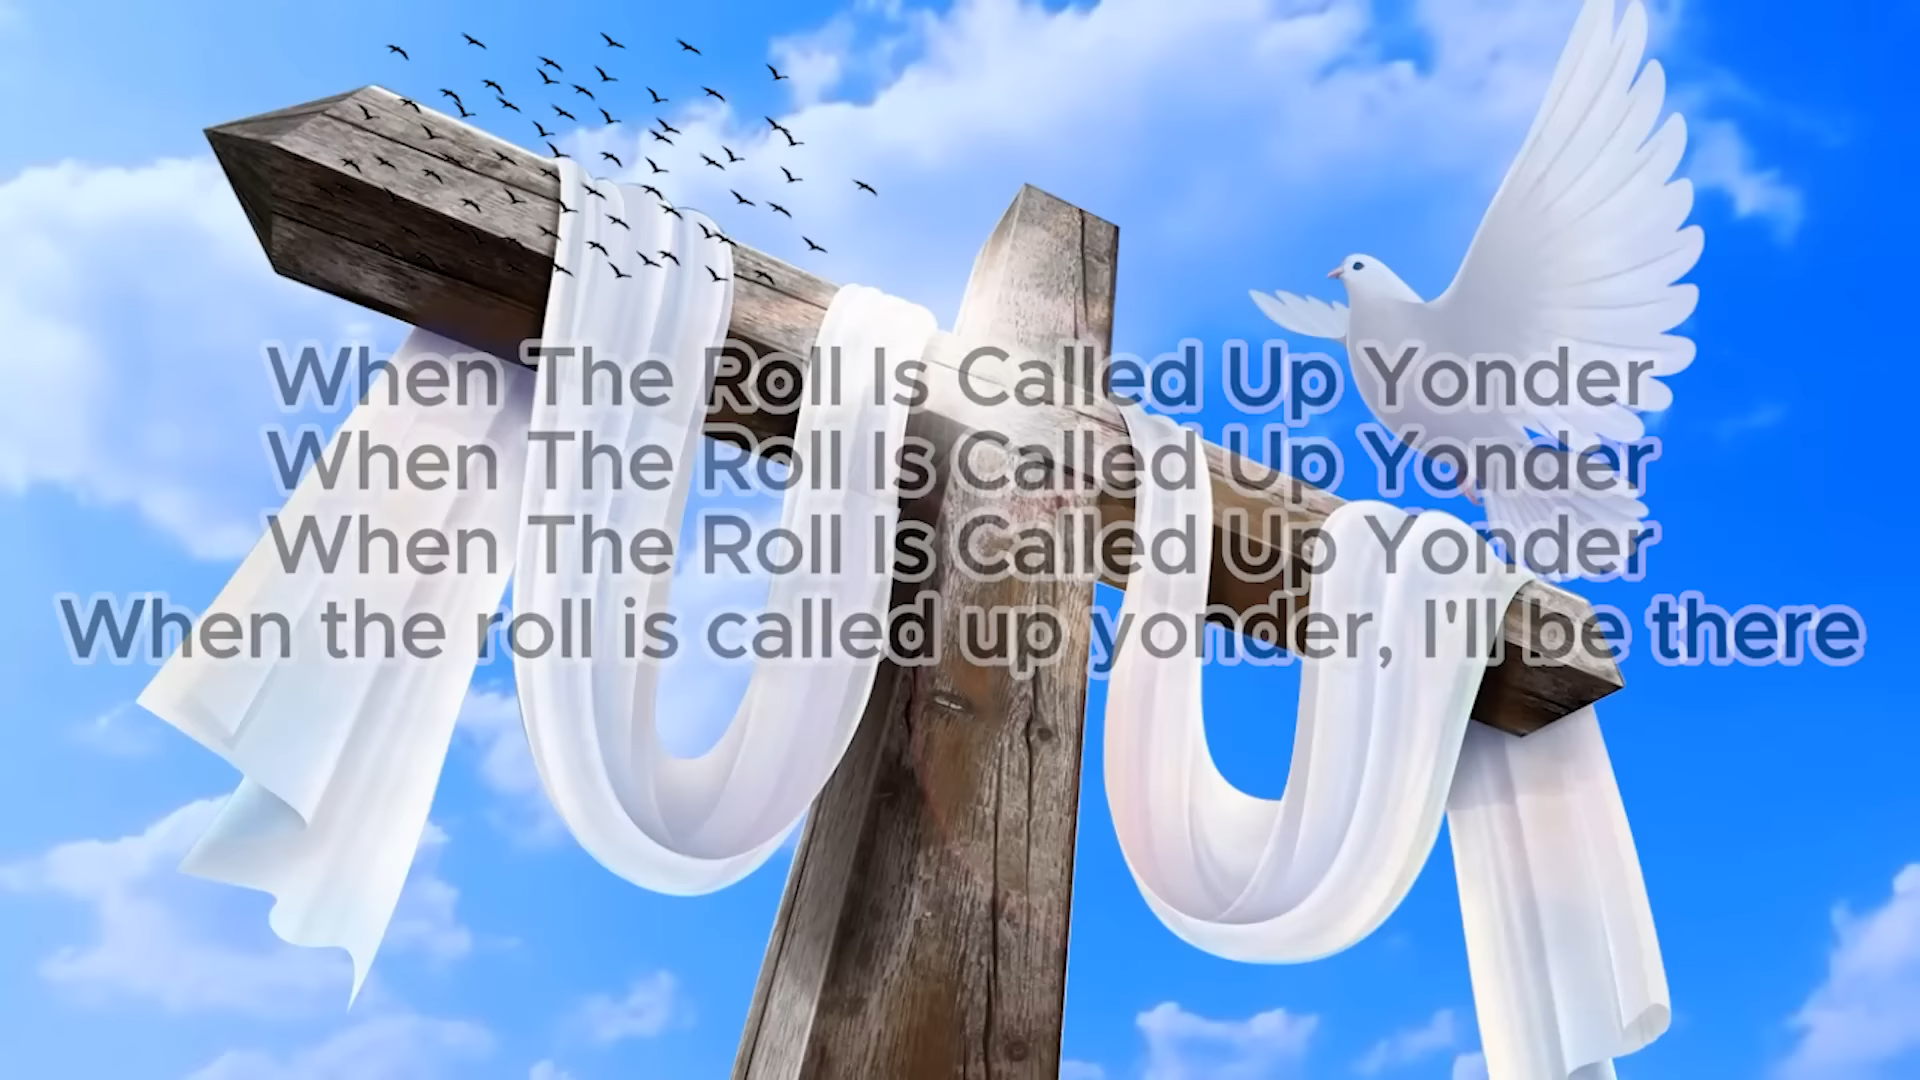 When The Roll Is Called Up Yonder
When The Roll Is Called Up Yonder
When The Roll Is Called Up Yonder
When the roll is called up yonder, I'll be there